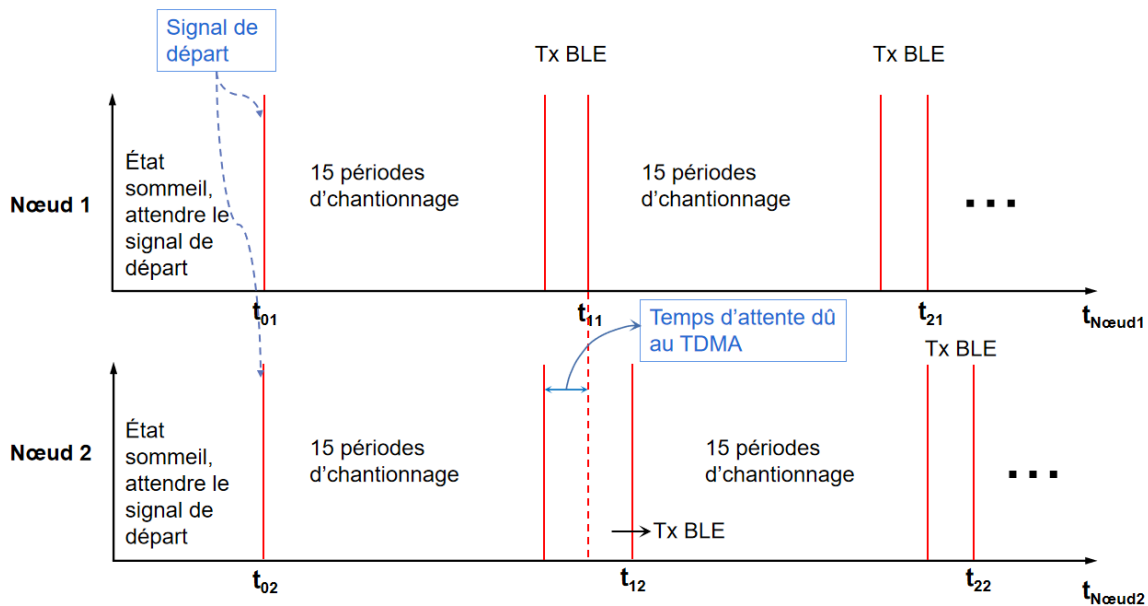 Signal de
départ
Tx BLE
Tx BLE
État
sommeil,
attendre le
signal de
départ
15 périodes
d’chantionnage
15 périodes
d’chantionnage
Nœud 1
...
t01
t11
t21
tNœud1
Temps d’attente dû
au TDMA
Tx BLE
État
sommeil,
attendre le
signal de
départ
15 périodes
d’chantionnage
15 périodes
d’chantionnage
Nœud 2
...
Tx BLE
t02
t12
t22
tNœud2